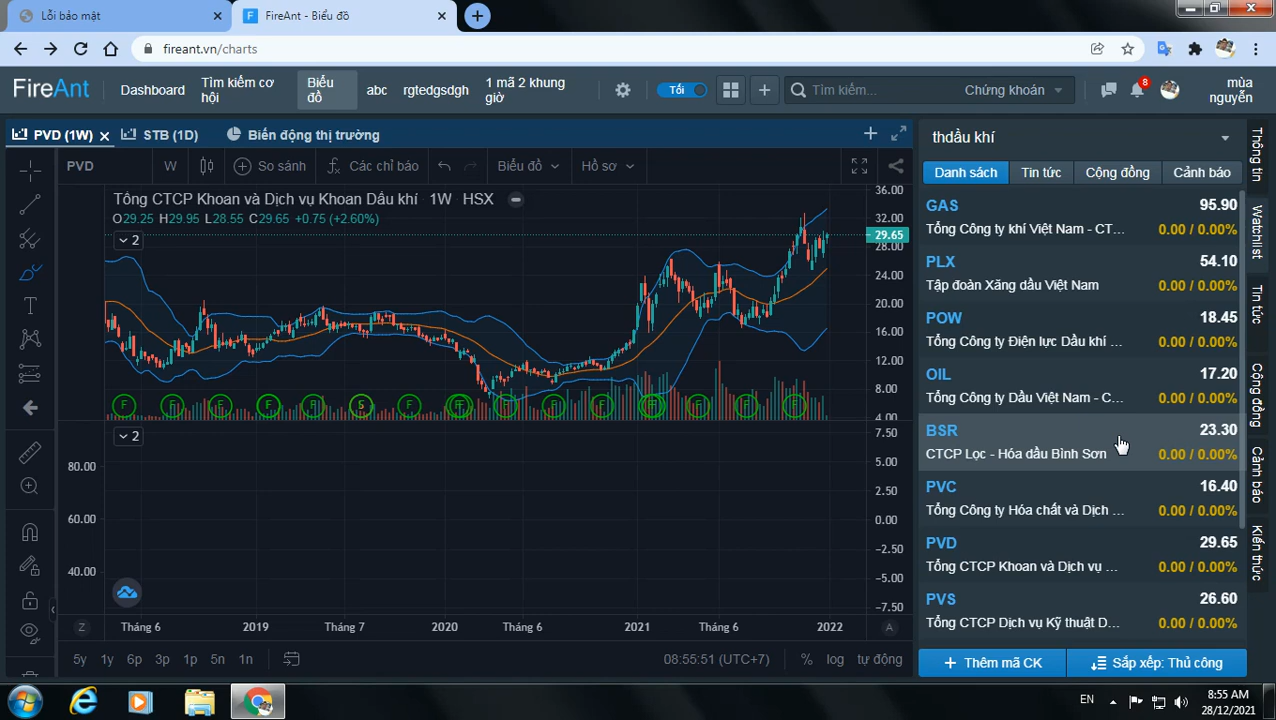 Lỗi bảo mật
FireAnt - Biểu đồ
fireant.vn/charts
FireAnt
Dashboard
Tìm kiếm cơ hội
Biểu đồ
abc
rgtedgsdgh
1 mã 2 khung giờ
Tối
Tìm kiếm...
Chứng khoán
8
mùa nguyễn
PVD (1W)
STB (1D)
Biến động thị trường
PVD
W
So sánh
Các chỉ báo
Biểu đồ
Hồ sơ
Tổng CTCP Khoan và Dịch vụ Khoan Dầu khí 1W HSX
O29.25 H29.95 L28.55 C29.65 +0.75 (+2.60%)
2
36.00
32.00
29.65
28.00
24.00
20.00
16.00
12.00
8.00
4.00
2
7.50
5.00
2.50
0.00
−2.50
−5.00
−7.50
80.00
60.00
40.00
Z
Tháng 6
2019
Tháng 7
2020
Tháng 6
2021
Tháng 6
2022
A
5y 1y 6p 3p 1p 5n 1n
08:55:51 (UTC+7)
% log tự động
thdầu khí
Danh sách
Tin tức
Cộng đồng
Cảnh báo
GAS 95.90
Tổng Công ty khí Việt Nam - CT... 0.00 / 0.00%
PLX 54.10
Tập đoàn Xăng dầu Việt Nam 0.00 / 0.00%
POW 18.45
Tổng Công ty Điện lực Dầu khí ... 0.00 / 0.00%
OIL 17.20
Tổng Công ty Dầu Việt Nam - C... 0.00 / 0.00%
BSR 23.30
CTCP Lọc - Hóa dầu Bình Sơn 0.00 / 0.00%
PVC 16.40
Tổng Công ty Hóa chất và Dịch ... 0.00 / 0.00%
PVD 29.65
Tổng CTCP Khoan và Dịch vụ ... 0.00 / 0.00%
PVS 26.60
Tổng CTCP Dịch vụ Kỹ thuật D... 0.00 / 0.00%
Thêm mã CK
Sắp xếp: Thủ công
Thông tin
Watchlist
Tin tức
Cộng đồng
Cảnh báo
Kiến thức
EN
8:55 AM
28/12/2021